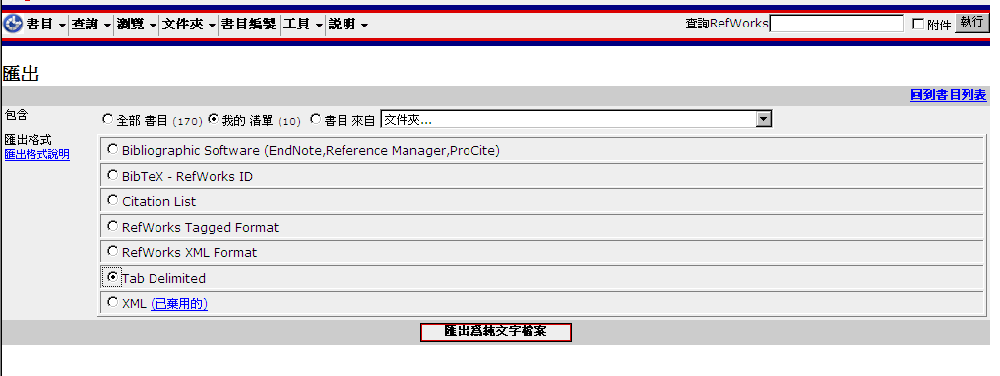 書目 查詢 瀏覽 文件夾 書目編製 工具 説明 查詢RefWorks 附件 執行
匯出
回到書目列表
包含 全部 書目 (170) 我的 清單 (10) 書目 來自 文件夾...
匯出格式
匯出格式說明
Bibliographic Software (EndNote,Reference Manager,ProCite)
BibTeX - RefWorks ID
Citation List
RefWorks Tagged Format
RefWorks XML Format
Tab Delimited
XML (已棄用的)
匯出爲純文字檔案